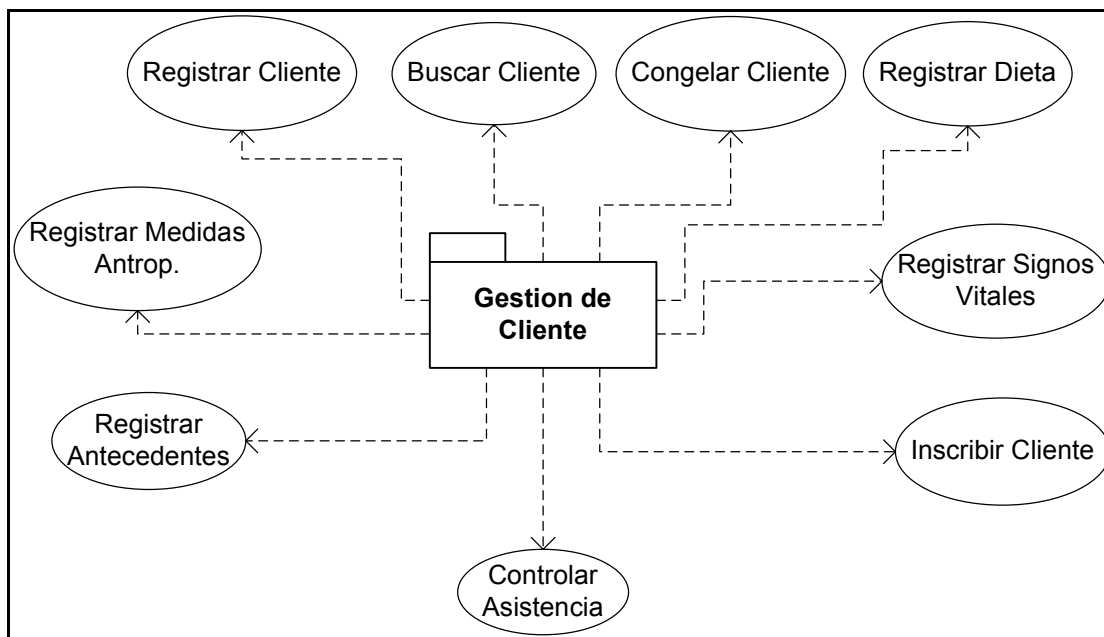 Registrar Cliente
Buscar Cliente
Congelar Cliente
Registrar Dieta
Registrar Medidas
Antrop.
Gestion de
Cliente
Registrar Signos
Vitales
Registrar
Antecedentes
Inscribir Cliente
Controlar
Asistencia